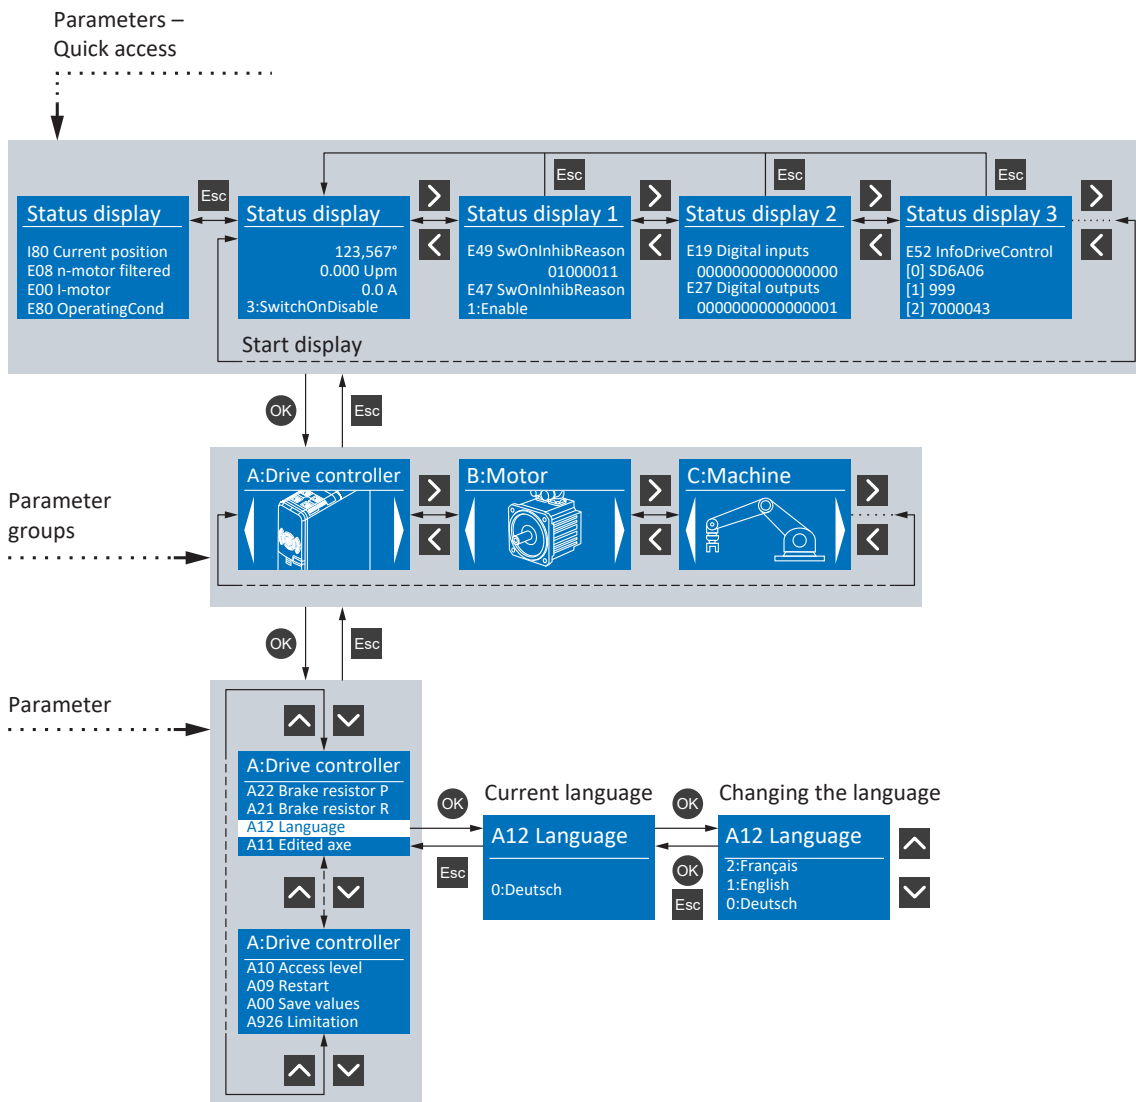 Parameters –
Quick access
Esc
Esc
Esc
Esc
Status display
I80 Current position
E08 n-motor filtered
E00 I-motor
E80 OperatingCond
Status display
123,567°
0.000 Upm
0.0 A
3:SwitchOnDisable
Status display 1
E49 SwOnInhibReason
01000011
E47 SwOnInhibReason
1:Enable
Status display 2
E19 Digital inputs
0000000000000000
E27 Digital outputs
0000000000000001
Status display 3
E52 InfoDriveControl
[0] SD6A06
[1] 999
[2] 7000043
Start display
OK
Esc
Parameter
groups
A:Drive controller
B:Motor
C:Machine
OK
Esc
Parameter
A:Drive controller
A22 Brake resistor P
A21 Brake resistor R
A12 Language
A11 Edited axe
OK
Esc
Current language
A12 Language
0:Deutsch
OK
OK
Esc
Changing the language
A12 Language
2:Français
1:English
0:Deutsch
A:Drive controller
A10 Access level
A09 Restart
A00 Save values
A926 Limitation